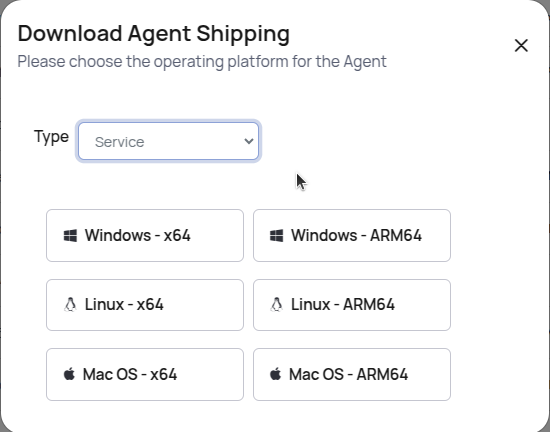 Download Agent Shipping
Please choose the operating platform for the Agent
Type
Service
Windows - x64
Windows - ARM64
Linux - x64
Linux - ARM64
Mac OS - x64
Mac OS - ARM64